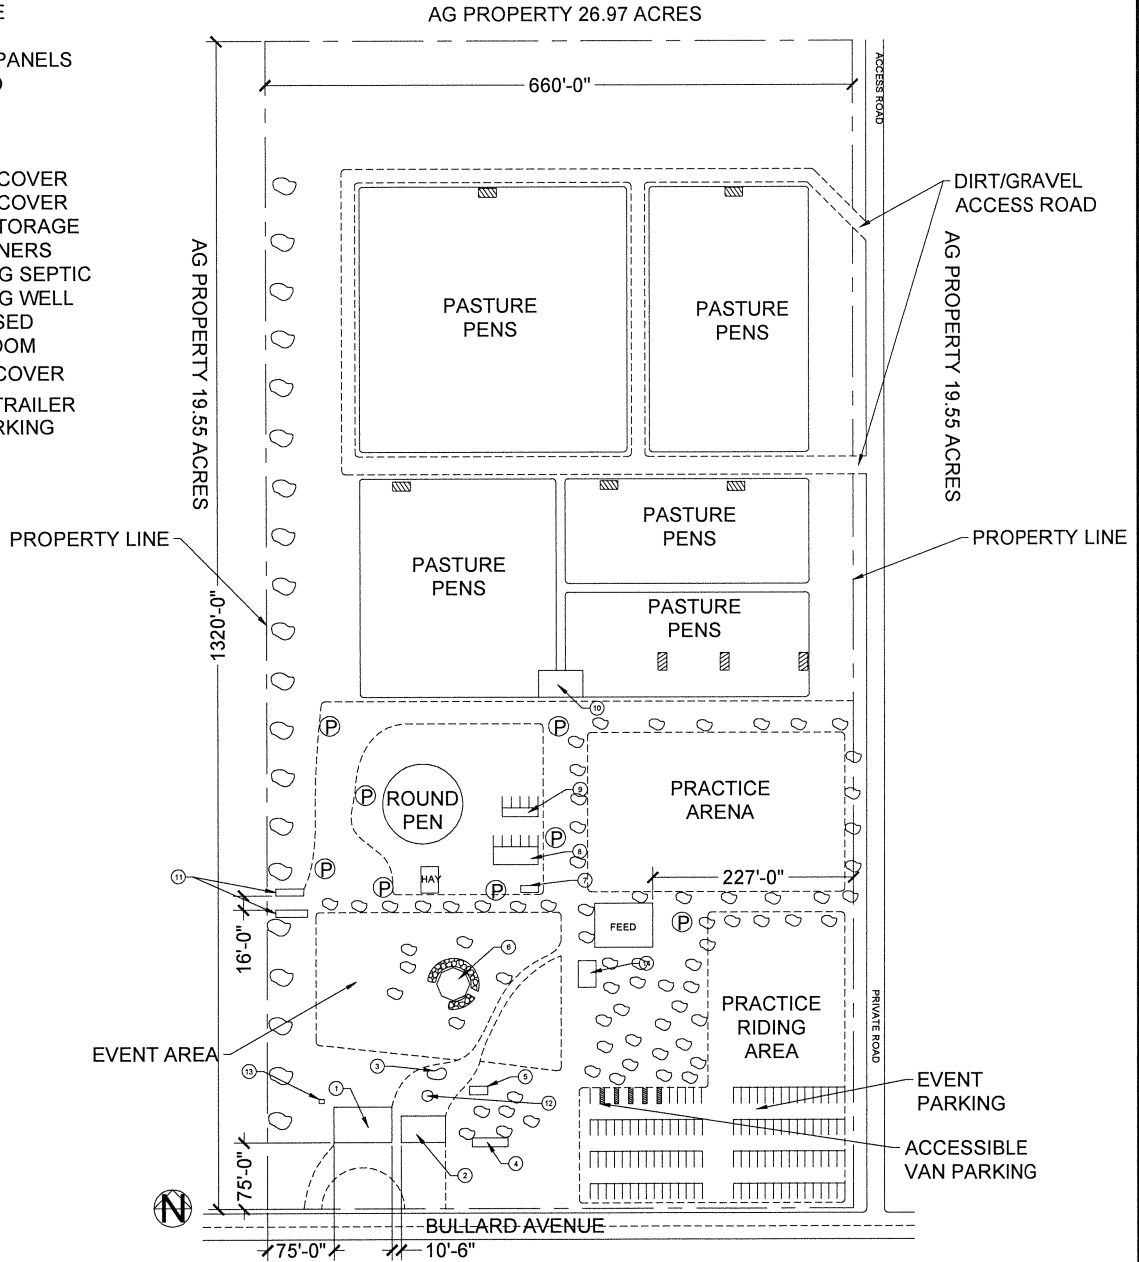 AG PROPERTY 26.97 ACRES
E
PANELS
COVER
COVER
TORAGE
NERS
G SEPTIC
G WELL
SED
OOM
COVER
TRAILER
RKING
660'-0"
ACCESS ROAD
DIRT/GRAVEL
ACCESS ROAD
AG PROPERTY 19.55 ACRES
AG PROPERTY 19.55 ACRES
PASTURE
PENS
PASTURE
PENS
PROPERTY LINE
PROPERTY LINE
1320'-0"
PASTURE
PENS
PASTURE
PENS
PASTURE
PENS
10
P
P
ROUND
PEN
P
9
P
8
PRACTICE
ARENA
P
P
HAY
P
7
11
227'-0"
16'-0"
FEED
P
6
14
EVENT AREA
PRACTICE
RIDING
AREA
PRIVATE ROAD
13
3
1
5
12
2
4
EVENT
PARKING
ACCESSIBLE
VAN PARKING
75'-0"
N
BULLARD AVENUE
75'-0"
10'-6"